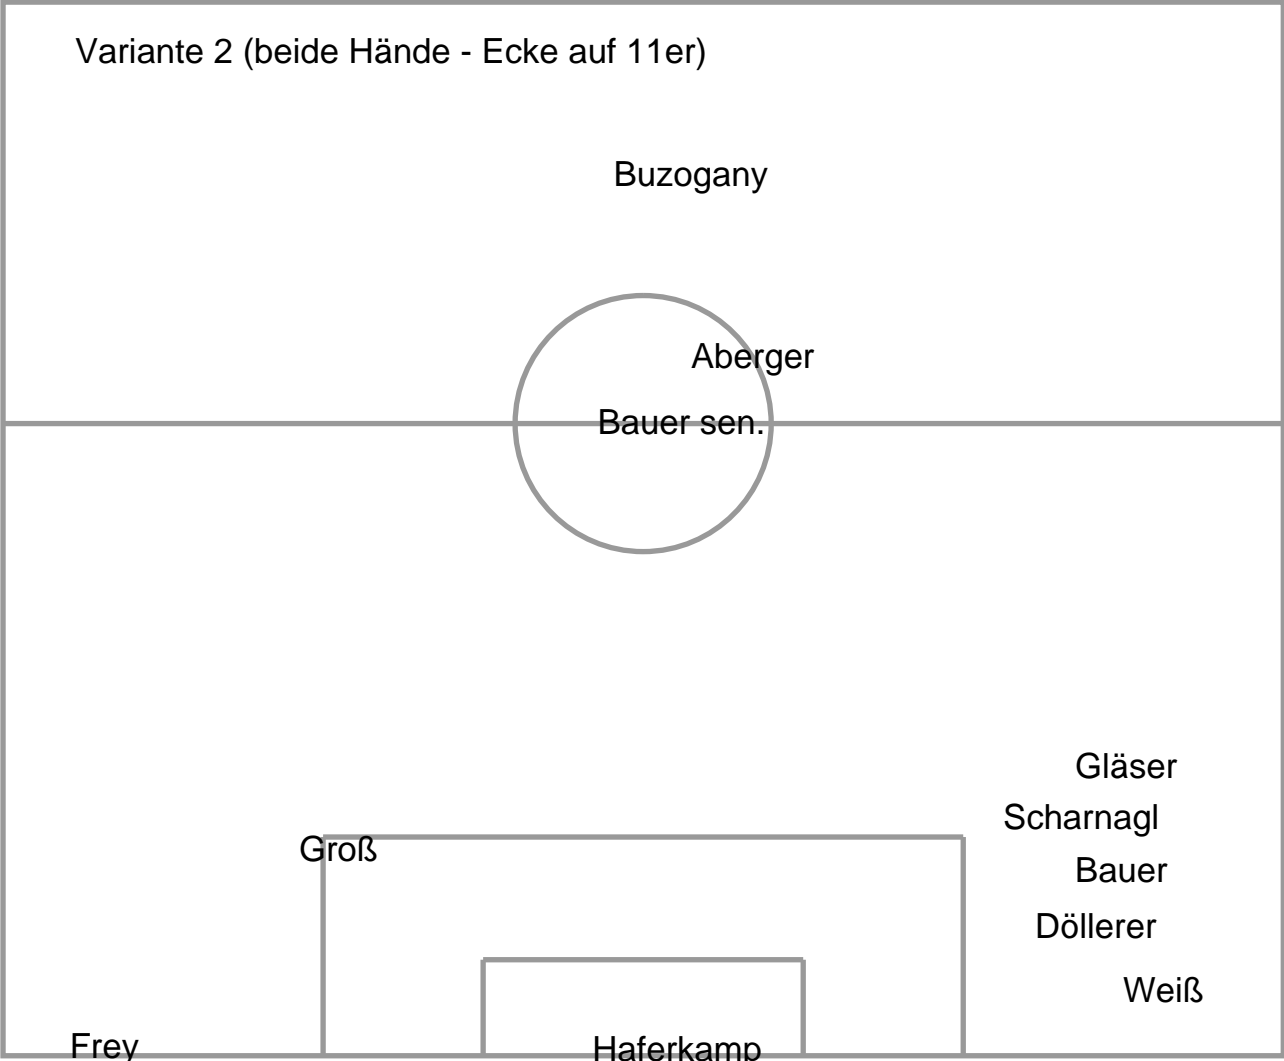 Variante 2 (beide Hände - Ecke auf 11er)
Buzogany
Aberger
Bauer sen.
Gläser
Scharnagl
Groß
Bauer
Döllerer
Weiß
Frey
Haferkamp